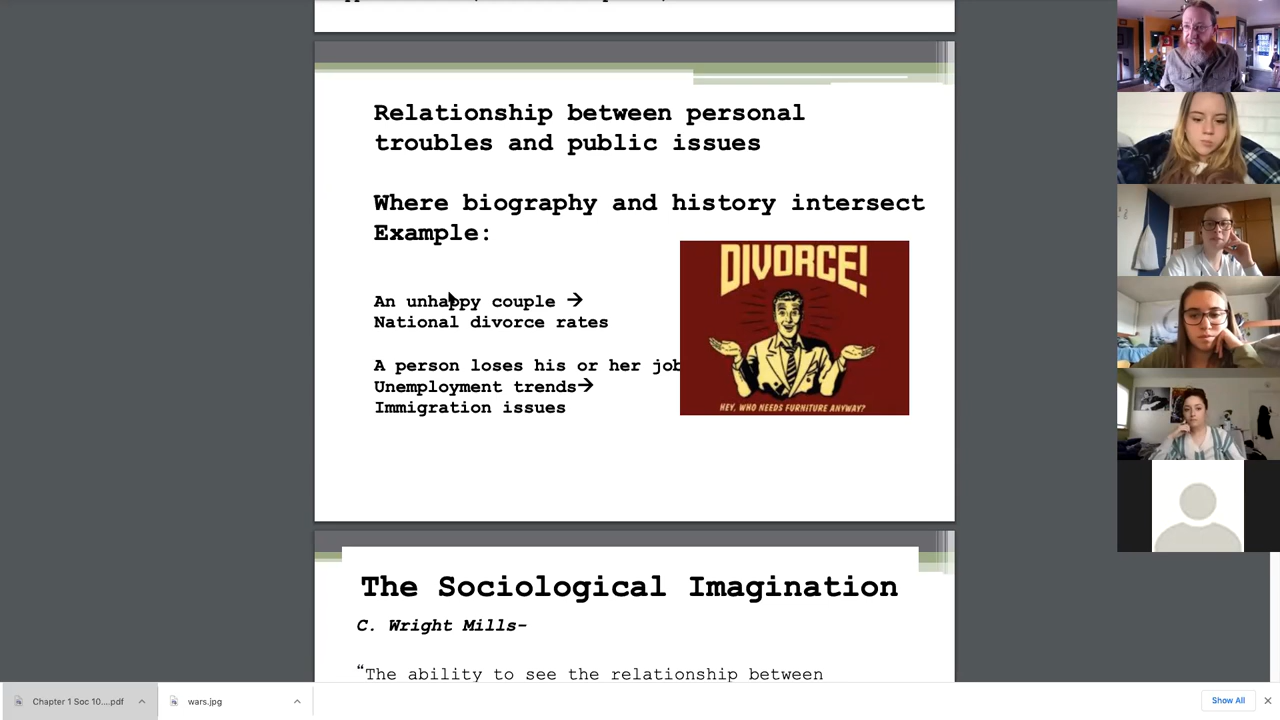 Relationship between personal
troubles and public issues
Where biography and history intersect
Example:
An unhappy couple →
National divorce rates
A person loses his or her job
Unemployment trends→
Immigration issues
DIVORCE!
HEY, WHO NEEDS FURNITURE ANYWAY?
The Sociological Imagination
C. Wright Mills-
“The ability to see the relationship between
Chapter 1 Soc 10....pdf
wars.jpg
Show All